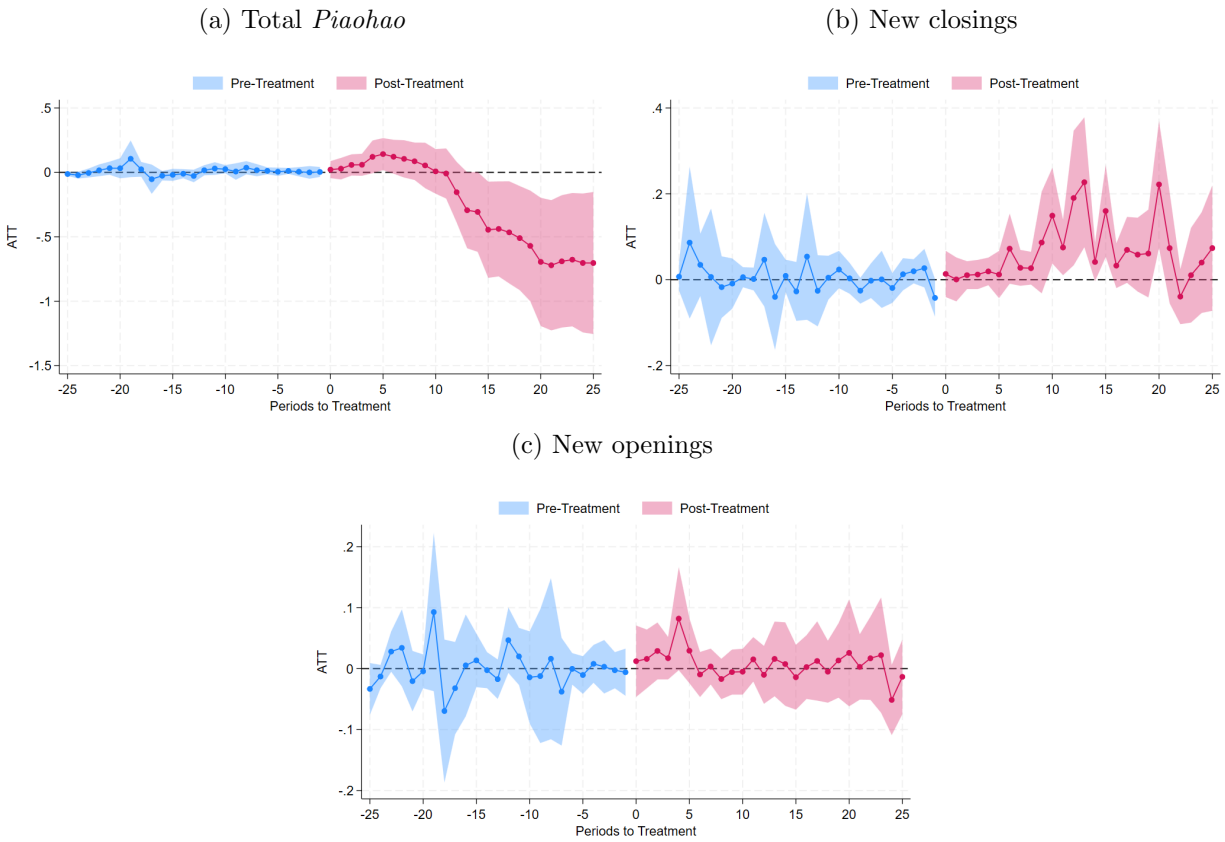 (a) Total Piaohao
Pre-Treatment Post-Treatment
.5
0
-.5
-1
-1.5
ATT
-25 -20 -15 -10 -5 0 5 10 15 20 25
Periods to Treatment
(b) New closings
Pre-Treatment Post-Treatment
.4
.2
0
-.2
ATT
-25 -20 -15 -10 -5 0 5 10 15 20 25
Periods to Treatment
(c) New openings
Pre-Treatment Post-Treatment
.2
.1
0
-.1
-.2
ATT
-25 -20 -15 -10 -5 0 5 10 15 20 25
Periods to Treatment